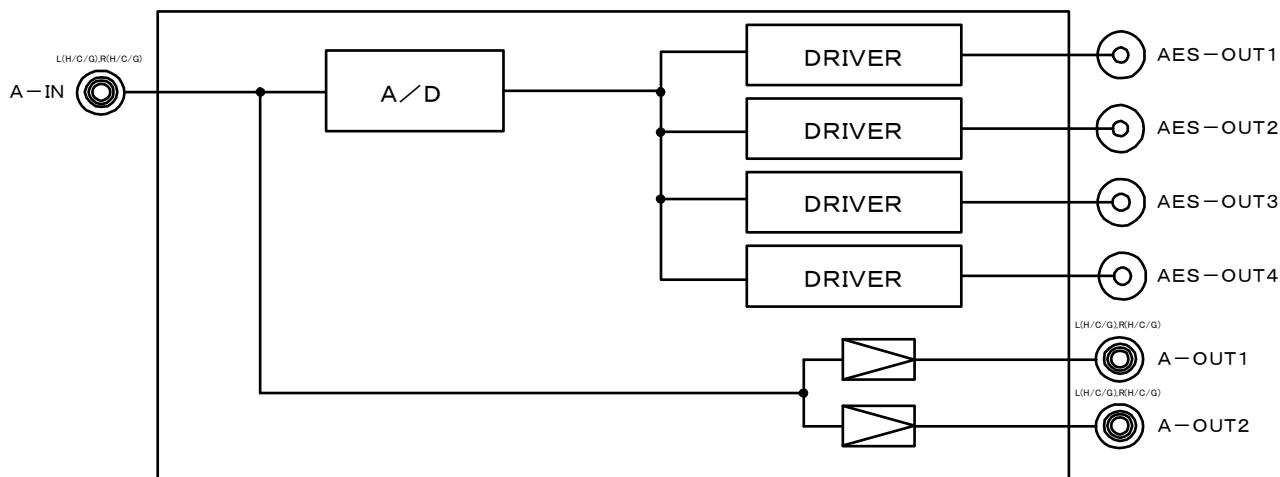 L(H/C/G),R(H/C/G)
A－IN
A／D
DRIVER
AES－OUT1
DRIVER
AES－OUT2
DRIVER
AES－OUT3
DRIVER
AES－OUT4
L(H/C/G),R(H/C/G)
A－OUT1
L(H/C/G),R(H/C/G)
A－OUT2